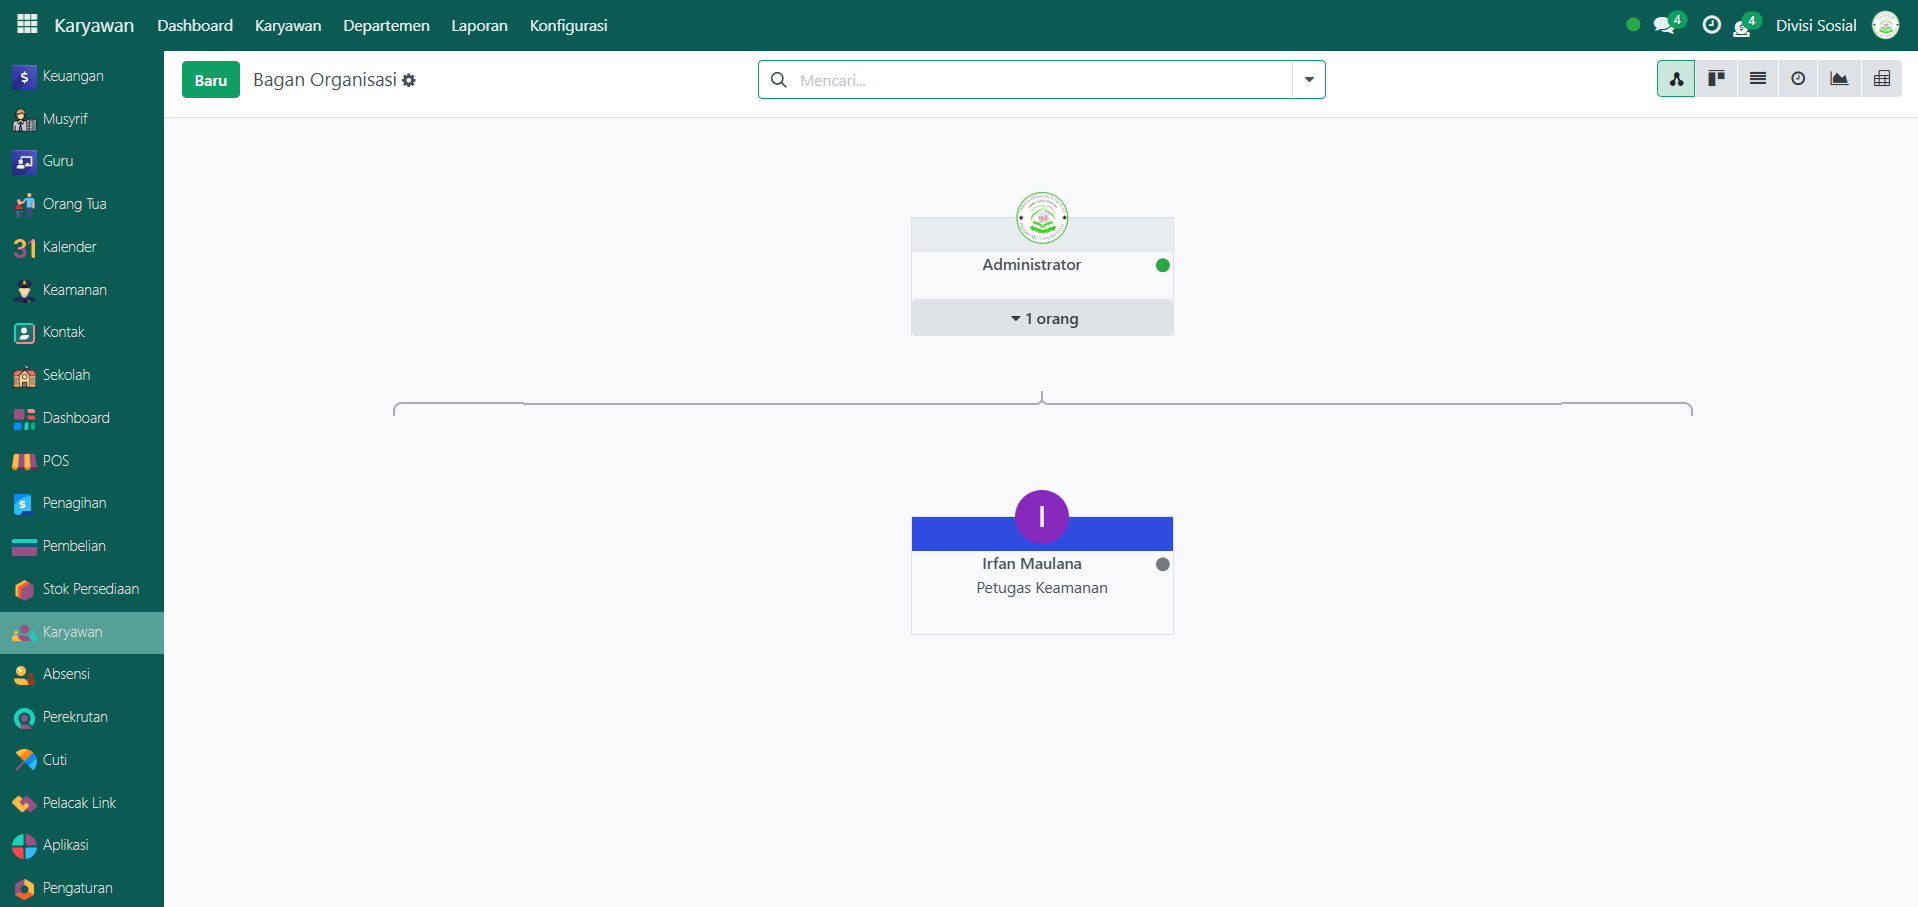 Karyawan Dashboard Karyawan Departemen Laporan Konfigurasi 4 4 Divisi Sosial
Baru Bagan Organisasi Mencari...
Keuangan
Musyrif
Guru
Orang Tua
31 Kalender
Keamanan
Kontak
Sekolah
Dashboard
POS
Penagihan
Pembelian
Stok Persediaan
Karyawan
Absensi
Perekrutan
Cuti
Pelacak Link
Aplikasi
Pengaturan
Administrator
1 orang
I
Irfan Maulana
Petugas Keamanan